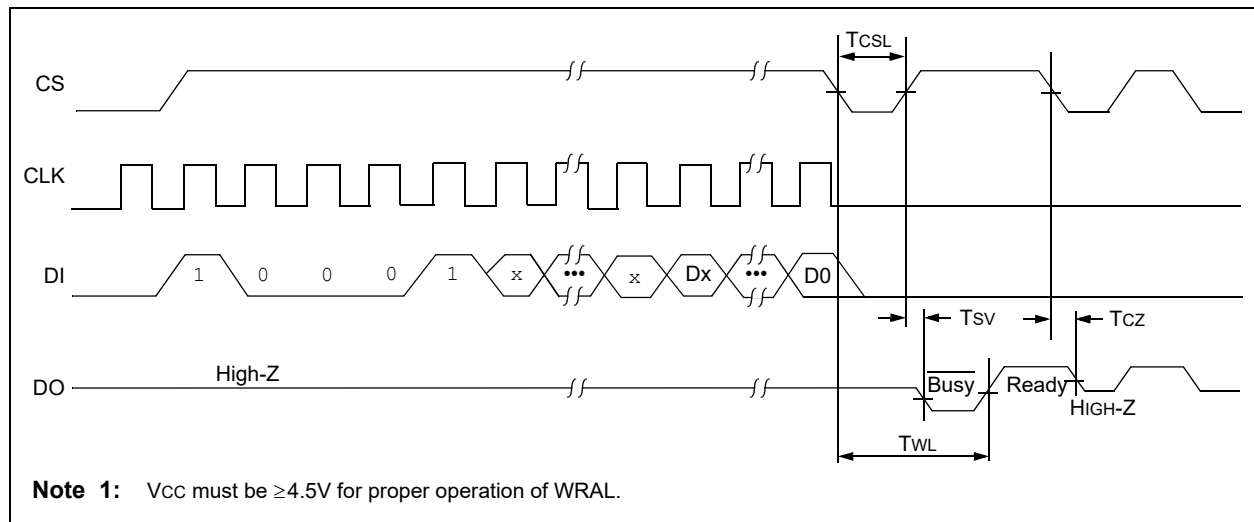 TCSL
CS
CLK
DI 1 0 0 0 1 x ••• x Dx ••• D0
TSV TCZ
High-Z
DO Busy Ready
HIGH-Z
TWL
Note 1: VCC must be ≥4.5V for proper operation of WRAL.